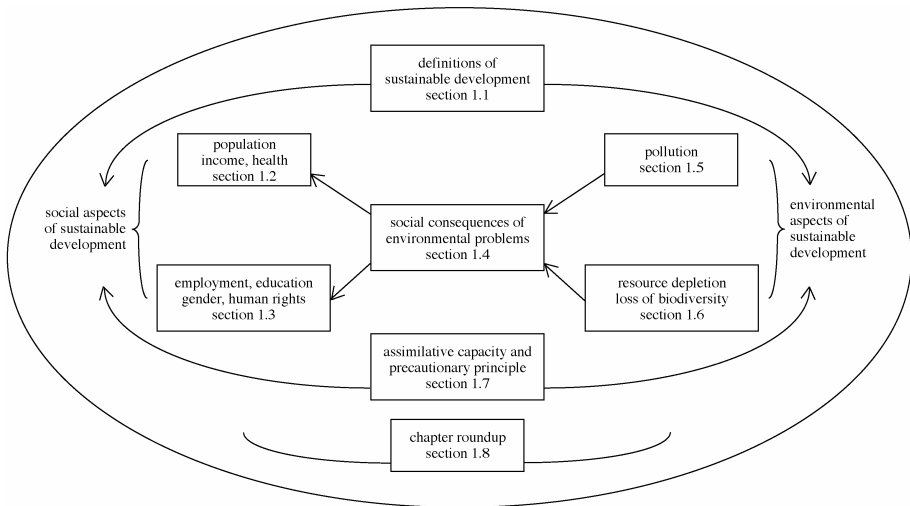 definitions of
sustainable development
section 1.1
population
income, health
section 1.2
pollution
section 1.5
social aspects
of sustainable
development
social consequences of
environmental problems
section 1.4
environmental
aspects of
sustainable
development
employment, education
gender, human rights
section 1.3
resource depletion
loss of biodiversity
section 1.6
assimilative capacity and
precautionary principle
section 1.7
chapter roundup
section 1.8